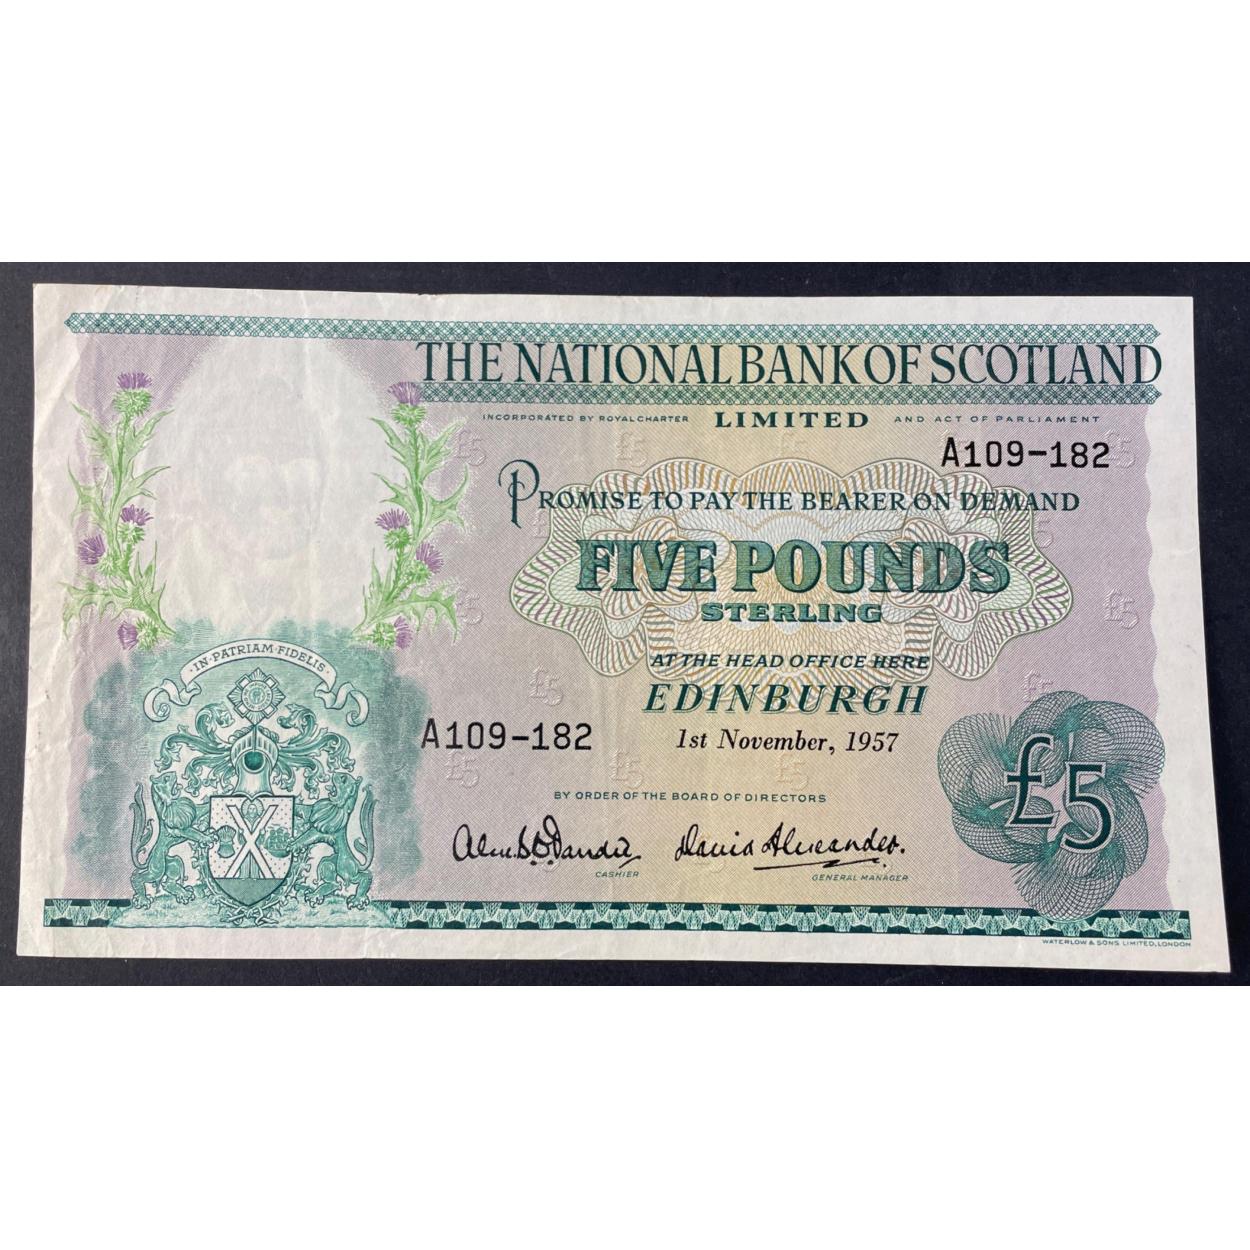 THE NATIONAL BANK OF SCOTLAND
INCORPORATED BY ROYAL CHARTER LIMITED AND ACT OF PARLIAMENT
A109-182
PROMISE TO PAY THE BEARER ON DEMAND
FIVE POUNDS
STERLING
·IN·PATRIAM·FIDELIS·
AT THE HEAD OFFICE HERE
EDINBURGH
A109-182
1st November, 1957
£5
BY ORDER OF THE BOARD OF DIRECTORS
David Alexander.
CASHIER
GENERAL MANAGER
WATERLOW & SONS LIMITED, LONDON